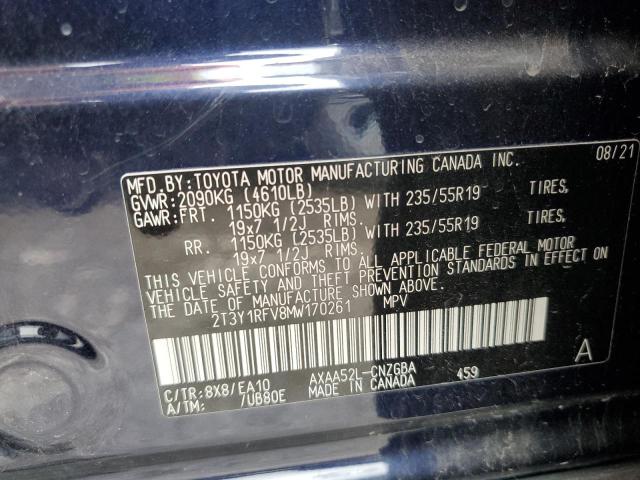 MFD.BY:TOYOTA MOTOR MANUFACTURING CANADA INC. 08/21
GVWR:2090KG (4610LB)
GAWR:FRT. 1150KG (2535LB) WITH 235/55R19 TIRES,
19x7 1/2J RIMS.
RR. 1150KG (2535LB) WITH 235/55R19 TIRES,
19x7 1/2J RIMS.
THIS VEHICLE CONFORMS TO ALL APPLICABLE FEDERAL MOTOR
VEHICLE SAFETY AND THEFT PREVENTION STANDARDS IN EFFECT ON
THE DATE OF MANUFACTURE SHOWN ABOVE.
2T3Y1RFV8MW170261 MPV
C/TR:8X8/EA10 AXAA52L-CNZGBA 459 A
A/TM: 7UB80E MADE IN CANADA